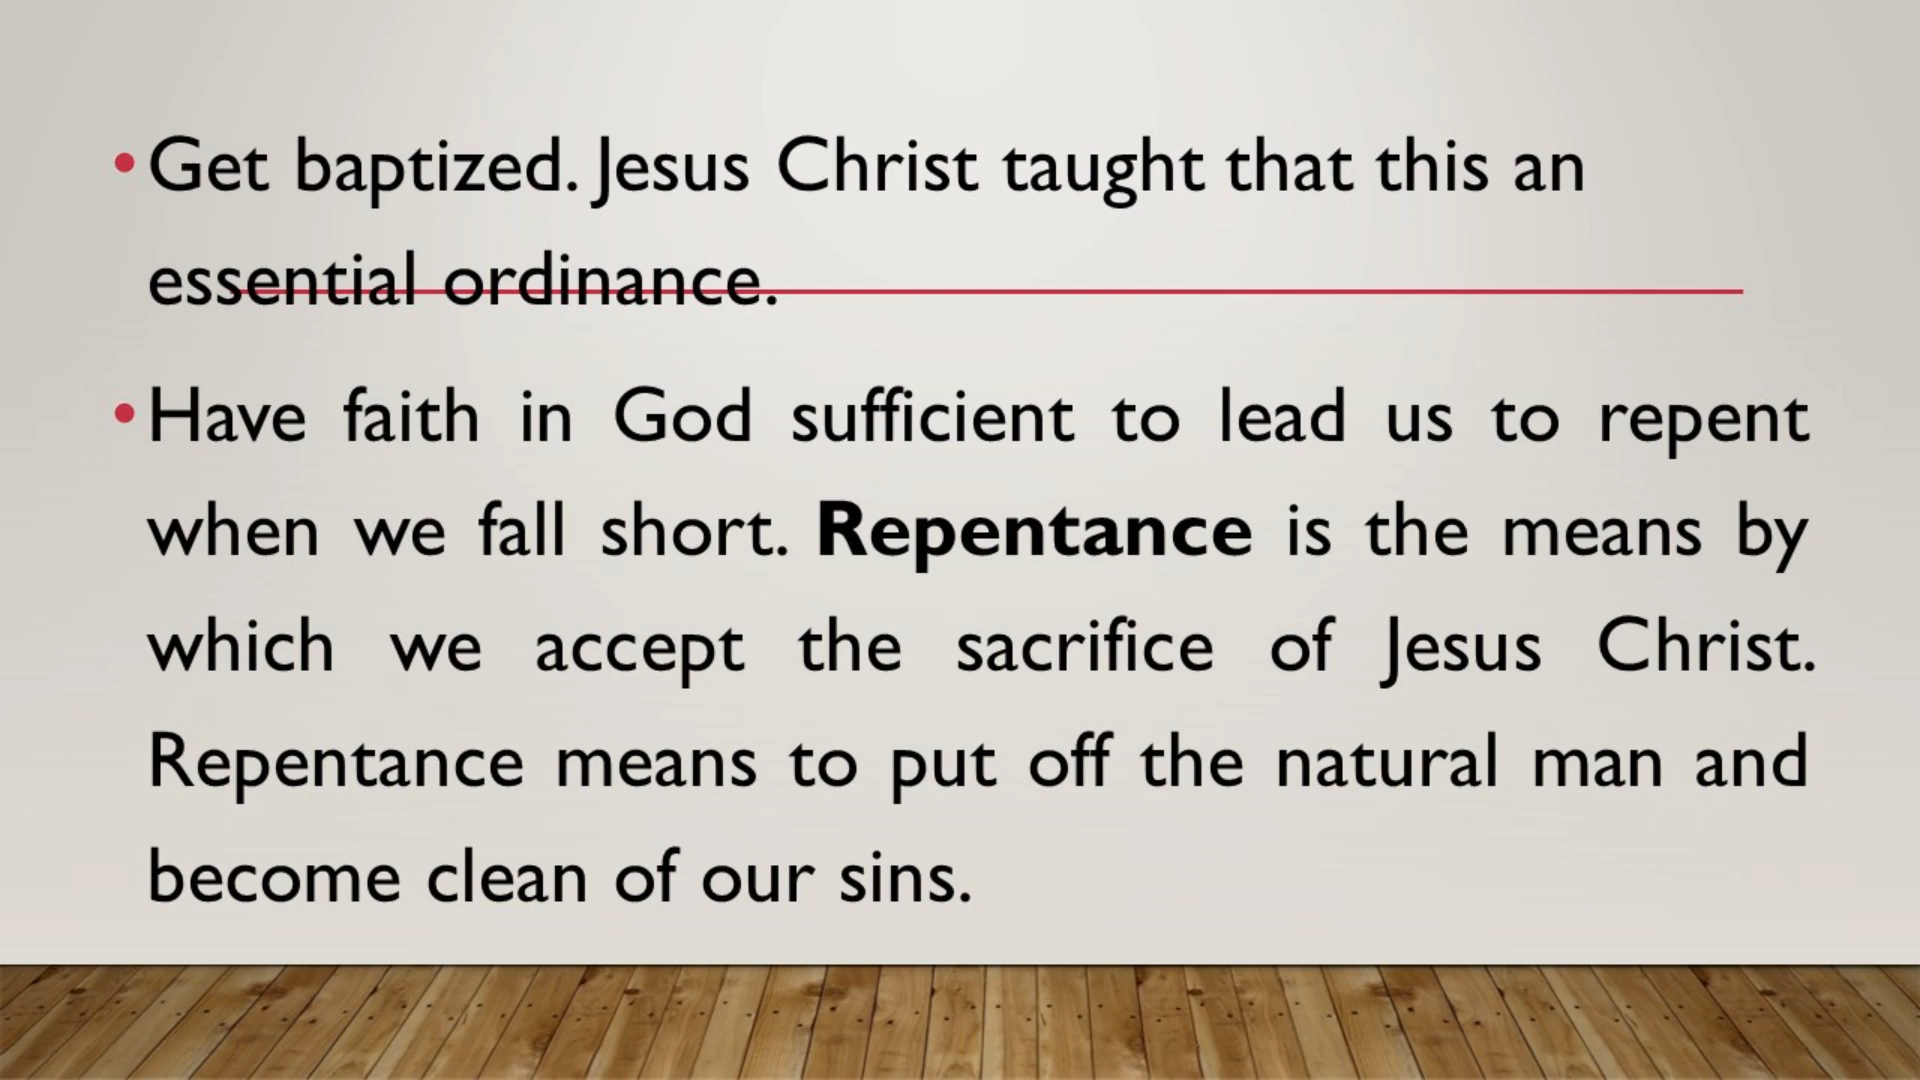 • Get baptized. Jesus Christ taught that this an
essential ordinance.
• Have faith in God sufficient to lead us to repent
when we fall short. Repentance is the means by
which we accept the sacrifice of Jesus Christ.
Repentance means to put off the natural man and
become clean of our sins.